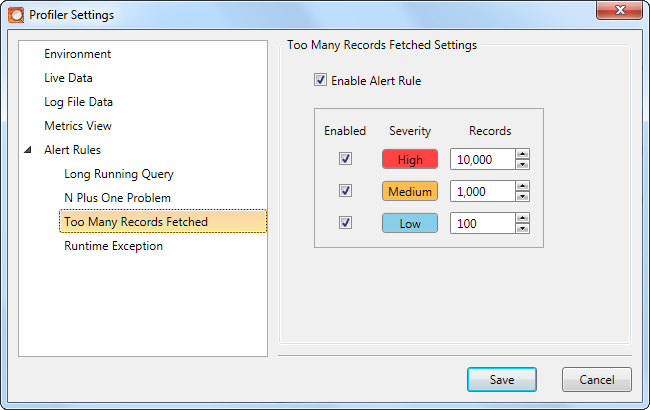 Profiler Settings
Environment
Live Data
Log File Data
Metrics View
Alert Rules
Long Running Query
N Plus One Problem
Too Many Records Fetched
Runtime Exception
Too Many Records Fetched Settings
Enable Alert Rule
Enabled Severity Records
High 10,000
Medium 1,000
Low 100
Save Cancel